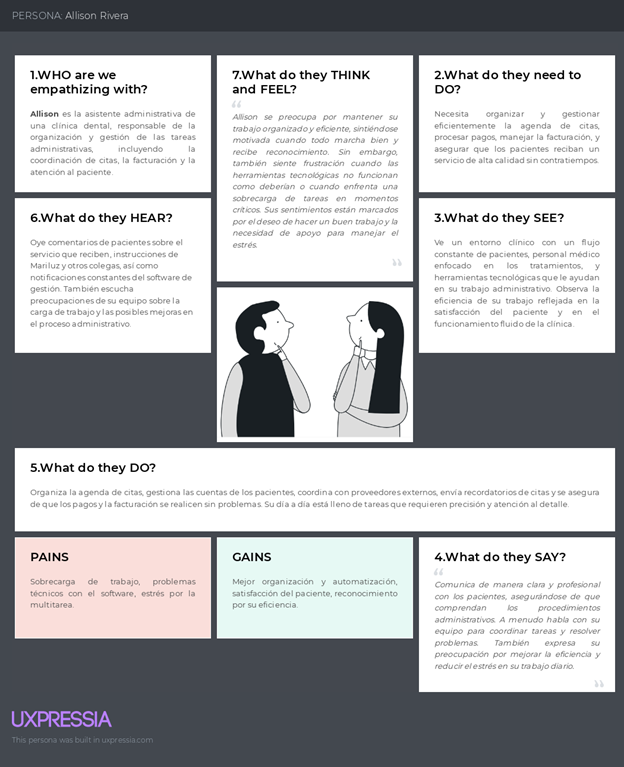 PERSONA: Allison Rivera
1.WHO are we
empathizing with?
Allison es la asistente administrativa de
una clínica dental, responsable de la
organización y gestión de las tareas
administrativas, incluyendo la
coordinación de citas, la facturación y la
atención al paciente.
7.What do they THINK
and FEEL?
“
Allison se preocupa por mantener su
trabajo organizado y eficiente, sintiéndose
motivada cuando todo marcha bien y
recibe reconocimiento. Sin embargo,
también siente frustración cuando las
herramientas tecnológicas no funcionan
como deberían o cuando enfrenta una
sobrecarga de tareas en momentos
críticos. Sus sentimientos están marcados
por el deseo de hacer un buen trabajo y la
necesidad de apoyo para manejar el
estrés.
”
2.What do they need to
DO?
Necesita organizar y gestionar
eficientemente la agenda de citas,
procesar pagos, manejar la facturación, y
asegurar que los pacientes reciban un
servicio de alta calidad sin contratiempos.
6.What do they HEAR?
Oye comentarios de pacientes sobre el
servicio que reciben, instrucciones de
Mariluz y otros colegas, así como
notificaciones constantes del software de
gestión. También escucha
preocupaciones de su equipo sobre la
carga de trabajo y las posibles mejoras en
el proceso administrativo.
3.What do they SEE?
Ve un entorno clínico con un flujo
constante de pacientes, personal médico
enfocado en los tratamientos, y
herramientas tecnológicas que le ayudan
en su trabajo administrativo. Observa la
eficiencia de su trabajo reflejada en la
satisfacción del paciente y en el
funcionamiento fluido de la clínica.
5.What do they DO?
Organiza la agenda de citas, gestiona las cuentas de los pacientes, coordina con proveedores externos, envía recordatorios de citas y se asegura
de que los pagos y la facturación se realicen sin problemas. Su día a día está lleno de tareas que requieren precisión y atención al detalle.
PAINS
Sobrecarga de trabajo, problemas
técnicos con el software, estrés por la
multitarea.
GAINS
Mejor organización y automatización,
satisfacción del paciente, reconocimiento
por su eficiencia.
4.What do they SAY?
“
Comunica de manera clara y profesional
con los pacientes, asegurándose de que
comprendan los procedimientos
administrativos. A menudo habla con su
equipo para coordinar tareas y resolver
problemas. También expresa su
preocupación por mejorar la eficiencia y
reducir el estrés en su trabajo diario.
”
UXPRESSIA
This persona was built in uxpressia.com